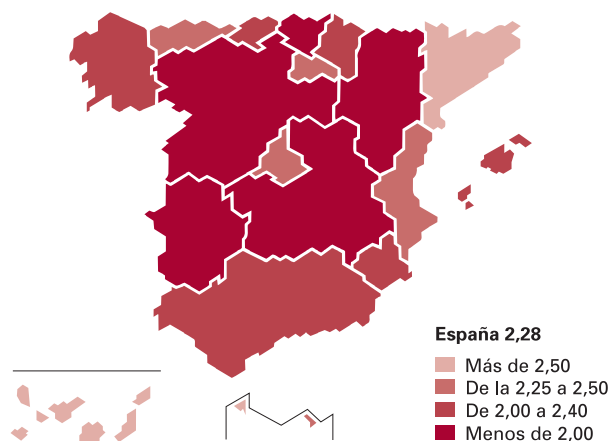 España 2,28
Más de 2,50
De la 2,25 a 2,50
De 2,00 a 2,40
Menos de 2,00